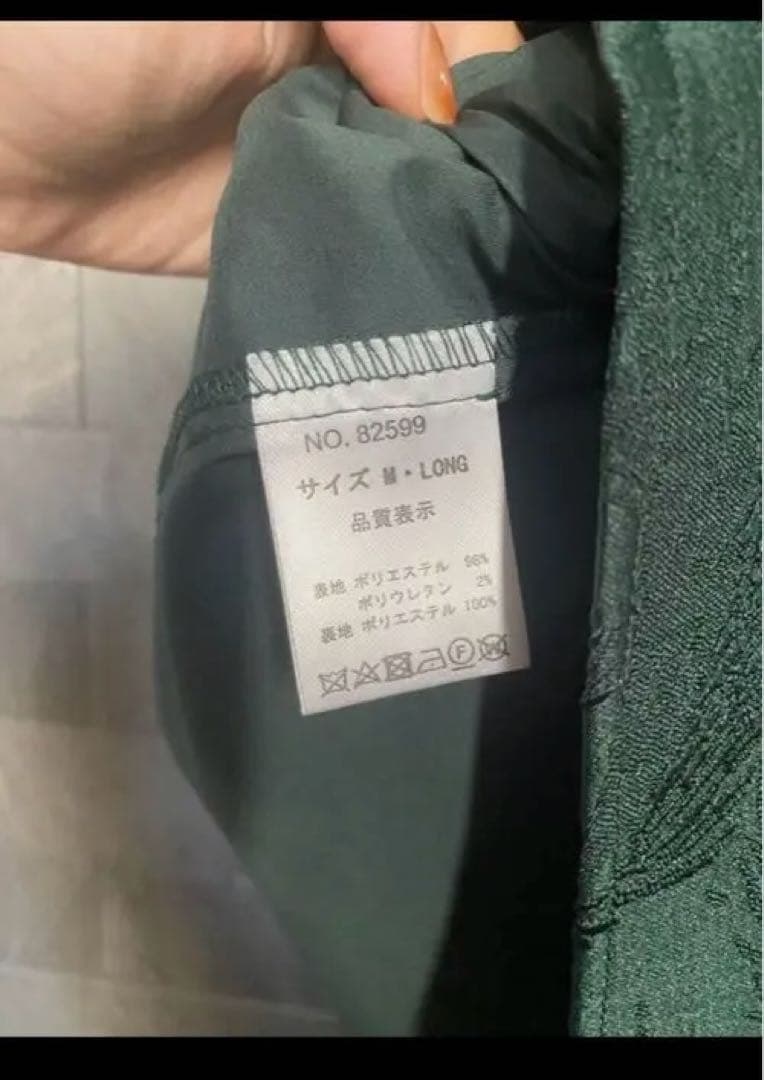 NO. 82599
サイズ M・LONG
品質表示
表地 ポリエステル 98%
ポリウレタン 2%
裏地 ポリエステル 100%
F W